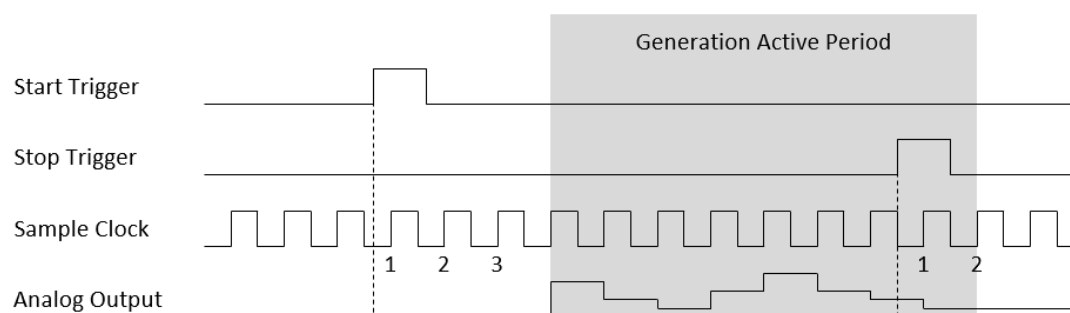 Generation Active Period
Start Trigger
Stop Trigger
Sample Clock
1 2 3 1 2
Analog Output